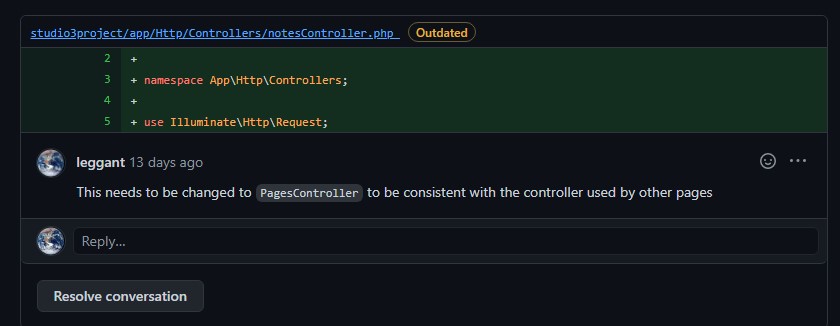 studio3project/app/Http/Controllers/notesController.php Outdated
2 +
3 + namespace App\Http\Controllers;
4 +
5 + use Illuminate\Http\Request;
leggant 13 days ago
This needs to be changed to PagesController to be consistent with the controller used by other pages
Reply...
Resolve conversation